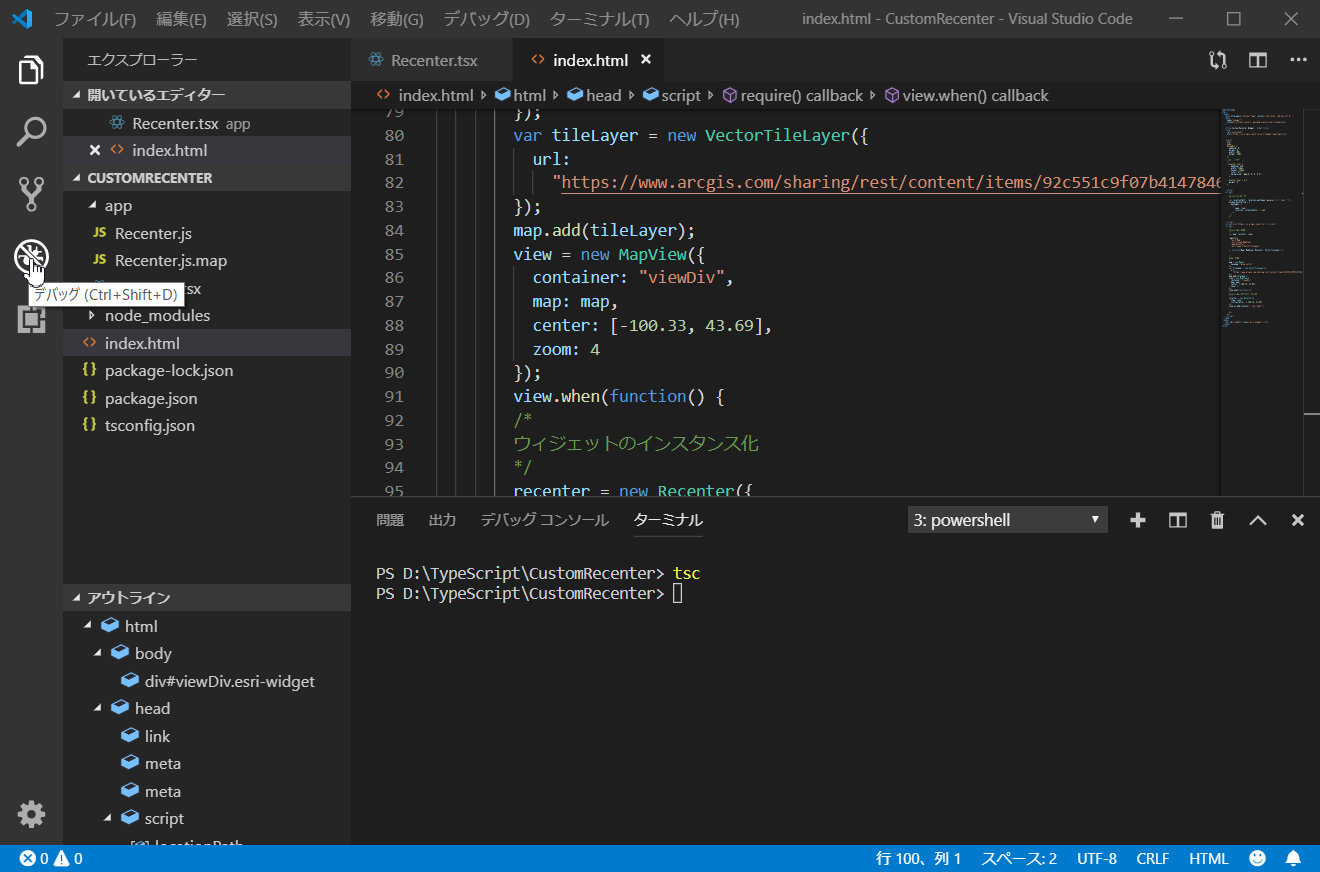 ファイル(F) 編集(E) 選択(S) 表示(V) 移動(G) デバッグ(D) ターミナル(T) ヘルプ(H) index.html - CustomRecenter - Visual Studio Code
エクスプローラー
開いているエディター
Recenter.tsx app
index.html
CUSTOMRECENTER
app
JS Recenter.js
JS Recenter.js.map
sx
デバッグ (Ctrl+Shift+D)
node_modules
index.html
{} package-lock.json
{} package.json
{} tsconfig.json
アウトライン
html
body
div#viewDiv.esri-widget
head
link
meta
meta
script
locationPath
Recenter.tsx index.html
index.html html head script require() callback view.when() callback
79 });
80 var tileLayer = new VectorTileLayer({
81 url:
82 "https://www.arcgis.com/sharing/rest/content/items/92c551c9f07b414784
83 });
84 map.add(tileLayer);
85 view = new MapView({
86 container: "viewDiv",
87 map: map,
88 center: [-100.33, 43.69],
89 zoom: 4
90 });
91 view.when(function() {
92 /*
93 ウィジェットのインスタンス化
94 */
95 recenter = new Recenter({
問題 出力 デバッグ コンソール ターミナル 3: powershell
PS D:\TypeScript\CustomRecenter> tsc
PS D:\TypeScript\CustomRecenter>
0 0 行 100、列 1 スペース: 2 UTF-8 CRLF HTML